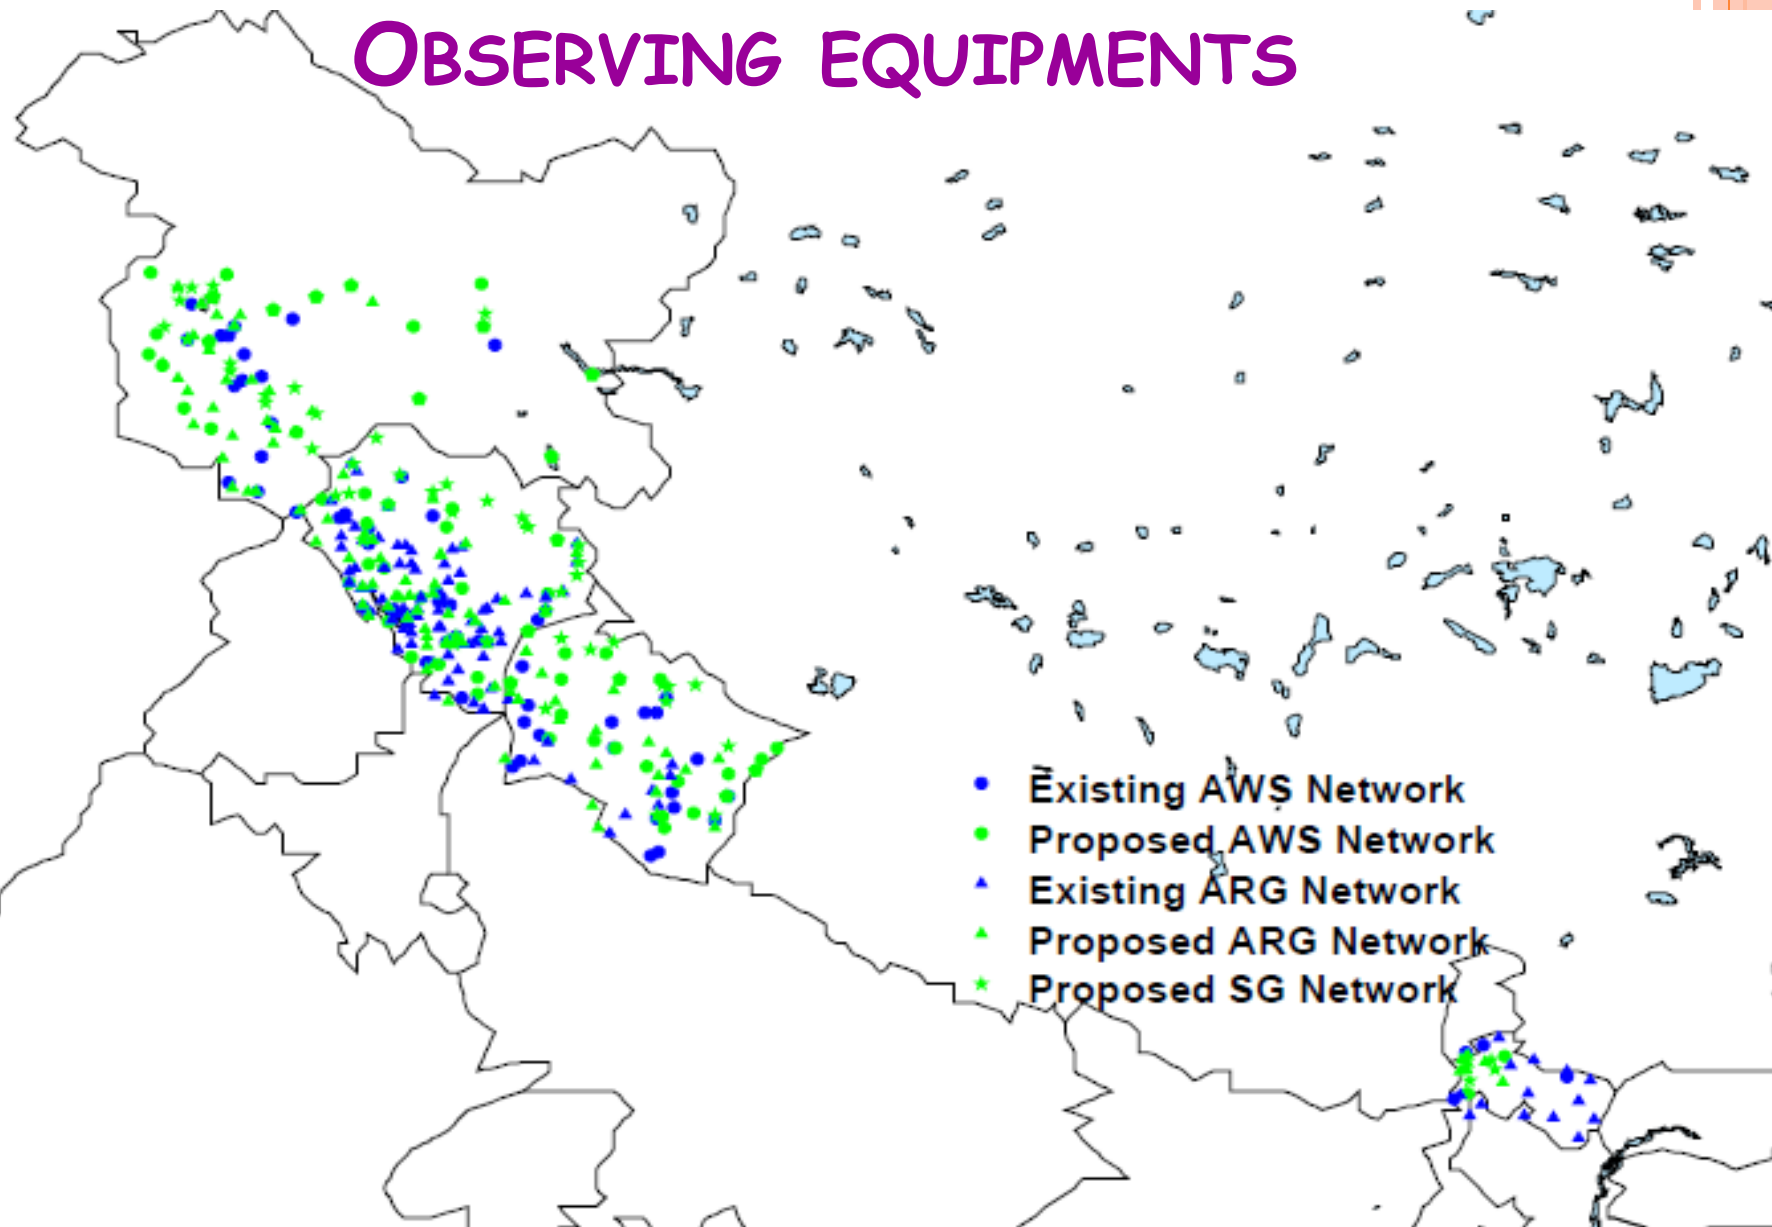 OBSERVING EQUIPMENTS
Existing AWS Network
Proposed AWS Network
Existing ARG Network
Proposed ARG Network
Proposed SG Network